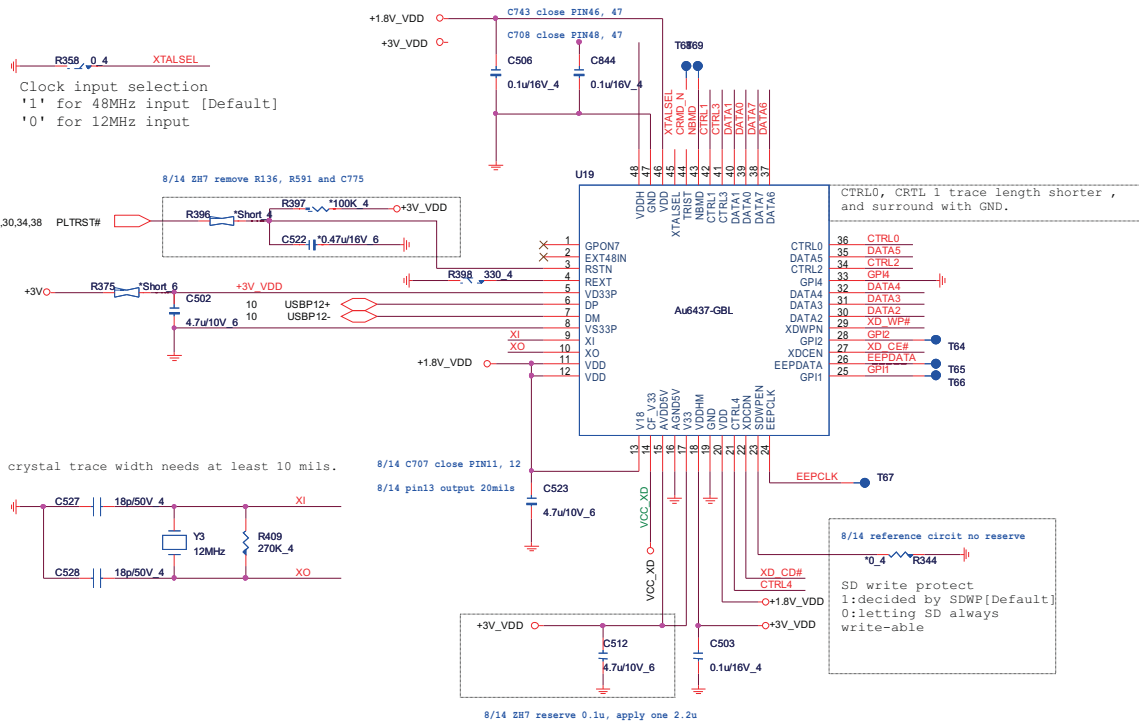 C743 close PIN46, 47
+1.8V_VDD
C708 close PIN48, 47
+3V_VDD
C506
0.1u/16V_4
C844
0.1u/16V_4
T68
T69
R358
0_4
XTALSEL
Clock input selection
'1' for 48MHz input [Default]
'0' for 12MHz input
XTALSEL
CRMD_N
NBMD
CTRL1
CTRL3
DATA1
DATA0
DATA7
DATA6
48
47
46
45
44
43
42
41
40
39
38
37
U19
VDDH
GND
VDD
XTALSEL
TRIST
NBMD
CTRL1
CTRL3
DATA1
DATA0
DATA7
DATA6
CTRL0, CRTL 1 trace length shorter ,
and surround with GND.
8/14 ZH7 remove R136, R591 and C775
,30,34,38
PLTRST#
R396
*Short_4
R397
*100K_4
+3V_VDD
C522
*0.47u/16V_6
R398
330_4
+3V
R375
*Short_6
+3V_VDD
C502
4.7u/10V_6
10
USBP12+
10
USBP12-
XI
XO
+1.8V_VDD
1 GPON7
2 EXT48IN
3 RSTN
4 REXT
5 VD33P
6 DP
7 DM
8 VS33P
9 XI
10 XO
11 VDD
12 VDD
Au6437-GBL
CTRL0 36 CTRL0
DATA5 35 DATA5
CTRL2 34 CTRL2
GPI4 33 GPI4
DATA4 32 DATA4
DATA3 31 DATA3
DATA2 30 DATA2
XDWPN 29 XD_WP#
GPI2 28 GPI2
XDCEN 27 XD_CE#
EEPDATA 26 EEPDATA
GPI1 25 GPI1
T64
T65
T66
V18
CF_V33
AVDD5V
AGND5V
V33
VDDHM
GND
VDD
CTRL4
XDCDN
SDWPEN
EEPCLK
13
14
15
16
17
18
19
20
21
22
23
24
crystal trace width needs at least 10 mils.
C527
18p/50V_4
XI
Y3
12MHz
R409
270K_4
C528
18p/50V_4
XO
8/14 C707 close PIN11, 12
8/14 pin13 output 20mils
C523
4.7u/10V_6
VCC_XD
VCC_XD
EEPCLK
T67
XD_CD#
CTRL4
+1.8V_VDD
+3V_VDD
+3V_VDD
C512
4.7u/10V_6
C503
0.1u/16V_4
8/14 reference circit no reserve
*0_4
R344
SD write protect
1:decided by SDWP[Default]
0:letting SD always
write-able
8/14 ZH7 reserve 0.1u, apply one 2.2u